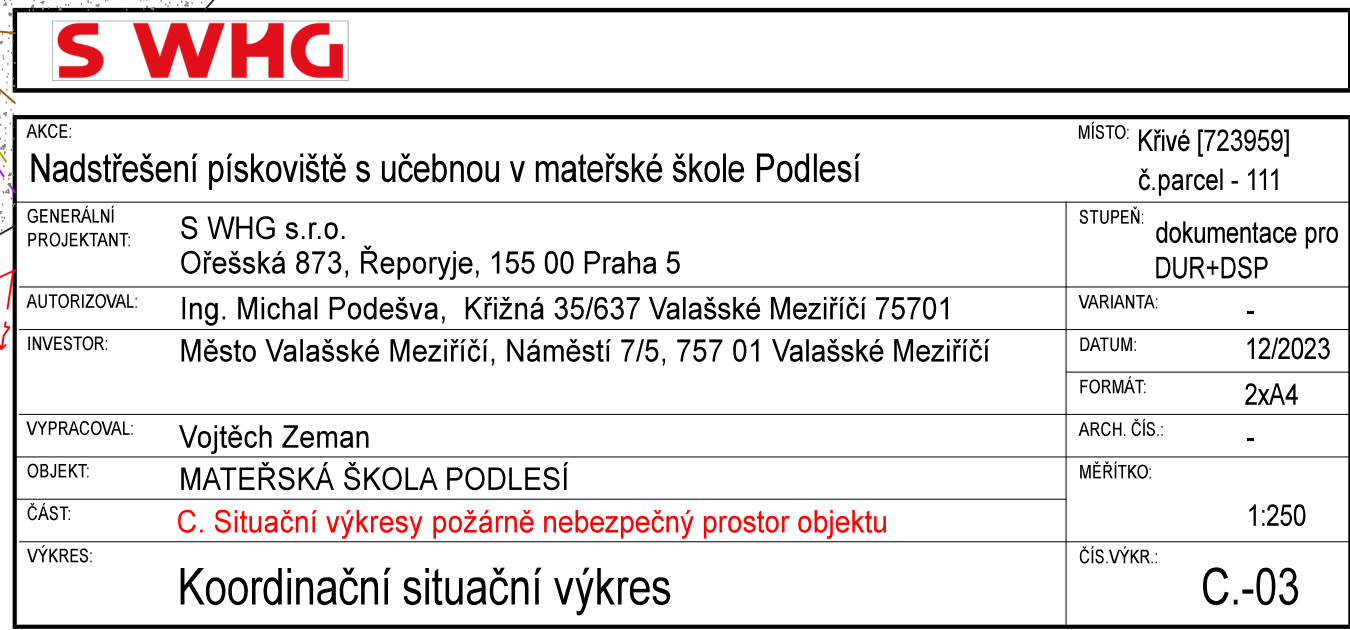 S WHG
AKCE:
Nadstřešení pískoviště s učebnou v mateřské škole Podlesí
MÍSTO: Křivé [723959]
č.parcel - 111
GENERÁLNÍ
PROJEKTANT:
S WHG s.r.o.
Ořešská 873, Řeporyje, 155 00 Praha 5
STUPEŇ: dokumentace pro
DUR+DSP
AUTORIZOVAL: Ing. Michal Podešva, Křižná 35/637 Valašské Meziříčí 75701
VARIANTA: -
INVESTOR: Město Valašské Meziříčí, Náměstí 7/5, 757 01 Valašské Meziříčí
DATUM: 12/2023
FORMÁT: 2xA4
VYPRACOVAL: Vojtěch Zeman
ARCH. ČÍS.: -
OBJEKT: MATEŘSKÁ ŠKOLA PODLESÍ
MĚŘÍTKO:
1:250
ČÁST: C. Situační výkresy požárně nebezpečný prostor objektu
VÝKRES:
Koordinační situační výkres
ČÍS.VÝKR.:
C.-03